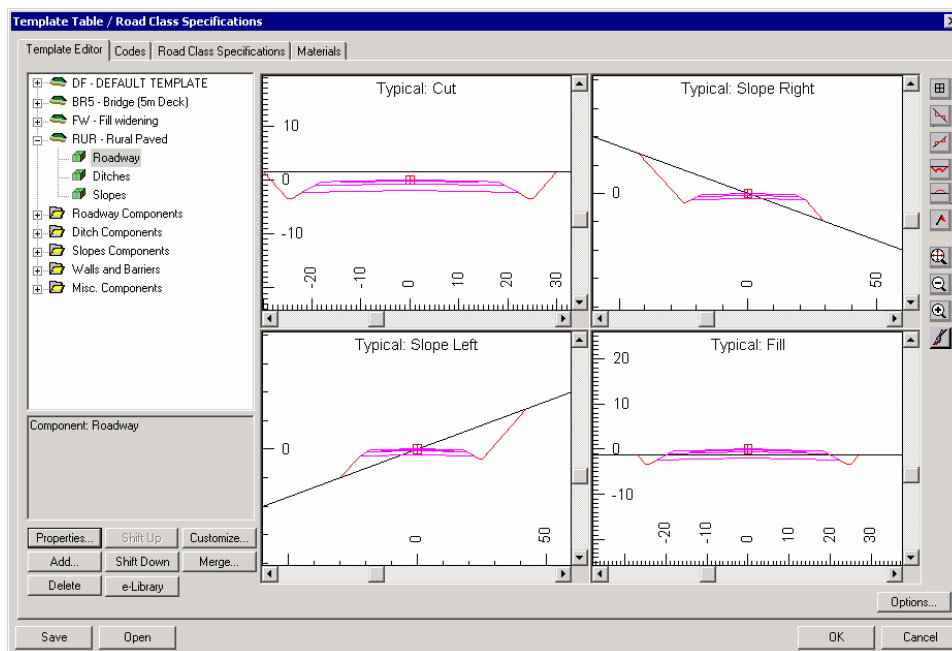 Template Table / Road Class Specifications
Template Editor
Codes
Road Class Specifications
Materials
DF - DEFAULT TEMPLATE
BR5 - Bridge (5m Deck)
FW - Fill widening
RUR - Rural Paved
Roadway
Ditches
Slopes
Roadway Components
Ditch Components
Slopes Components
Walls and Barriers
Misc. Components
Component: Roadway
Properties...
Shift Up
Customize...
Add...
Shift Down
Merge...
Delete
e-Library
Typical: Cut
10
0
-10
-20
-10
0
10
20
30
Typical: Slope Right
0
0
50
Typical: Slope Left
0
0
50
Typical: Fill
20
10
0
-10
-20
-10
0
10
20
30
Options...
Save
Open
OK
Cancel